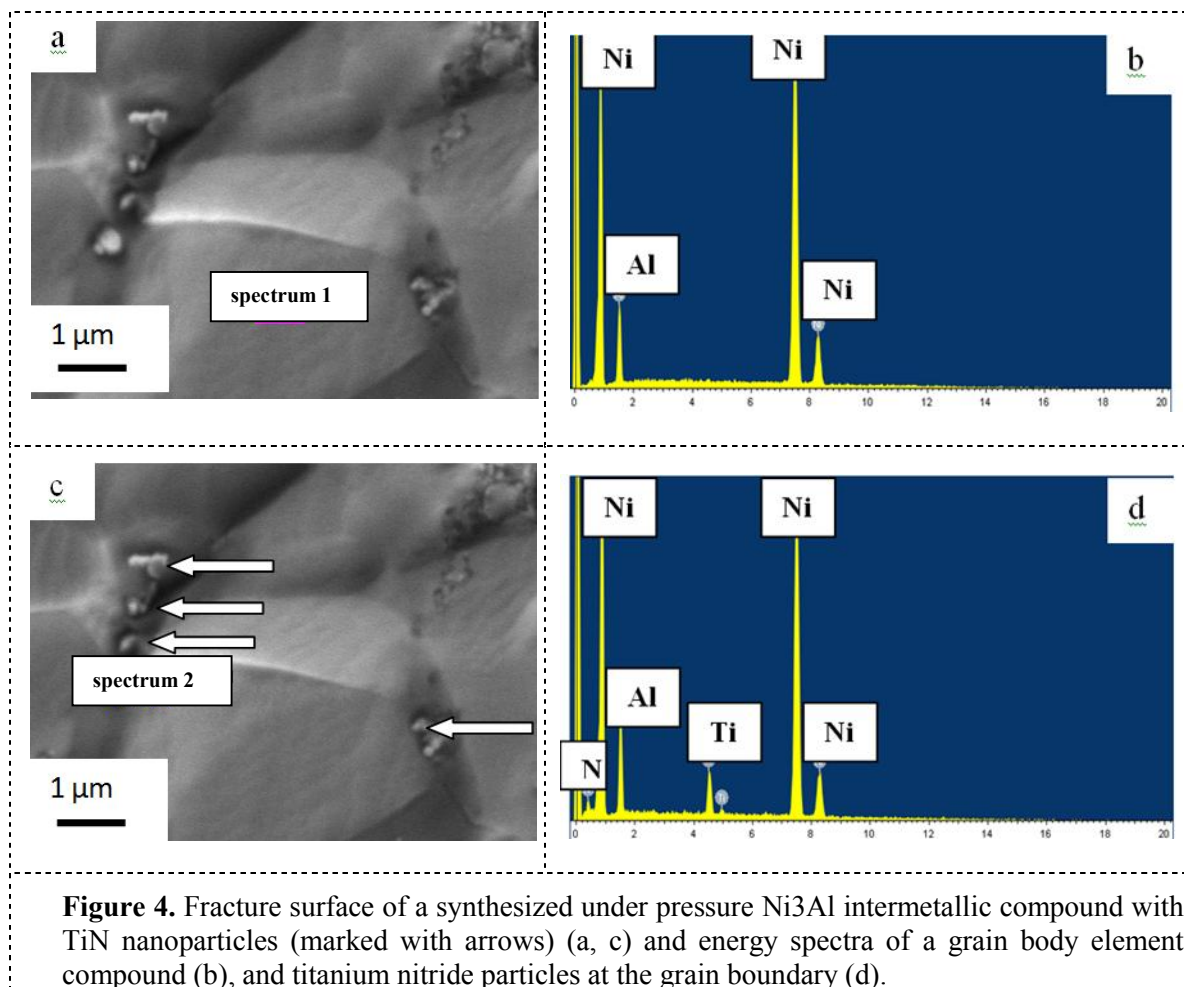 a
spectrum 1
1 µm
b
Ni
Ni
Al
Ni
0 2 4 6 8 10 12 14 16 18 20
c
spectrum 2
1 µm
d
Ni
Ni
Al
Ti
Ni
N
Ti
0 2 4 6 8 10 12 14 16 18 20
Figure 4. Fracture surface of a synthesized under pressure Ni3Al intermetallic compound with
TiN nanoparticles (marked with arrows) (a, c) and energy spectra of a grain body element
compound (b), and titanium nitride particles at the grain boundary (d).